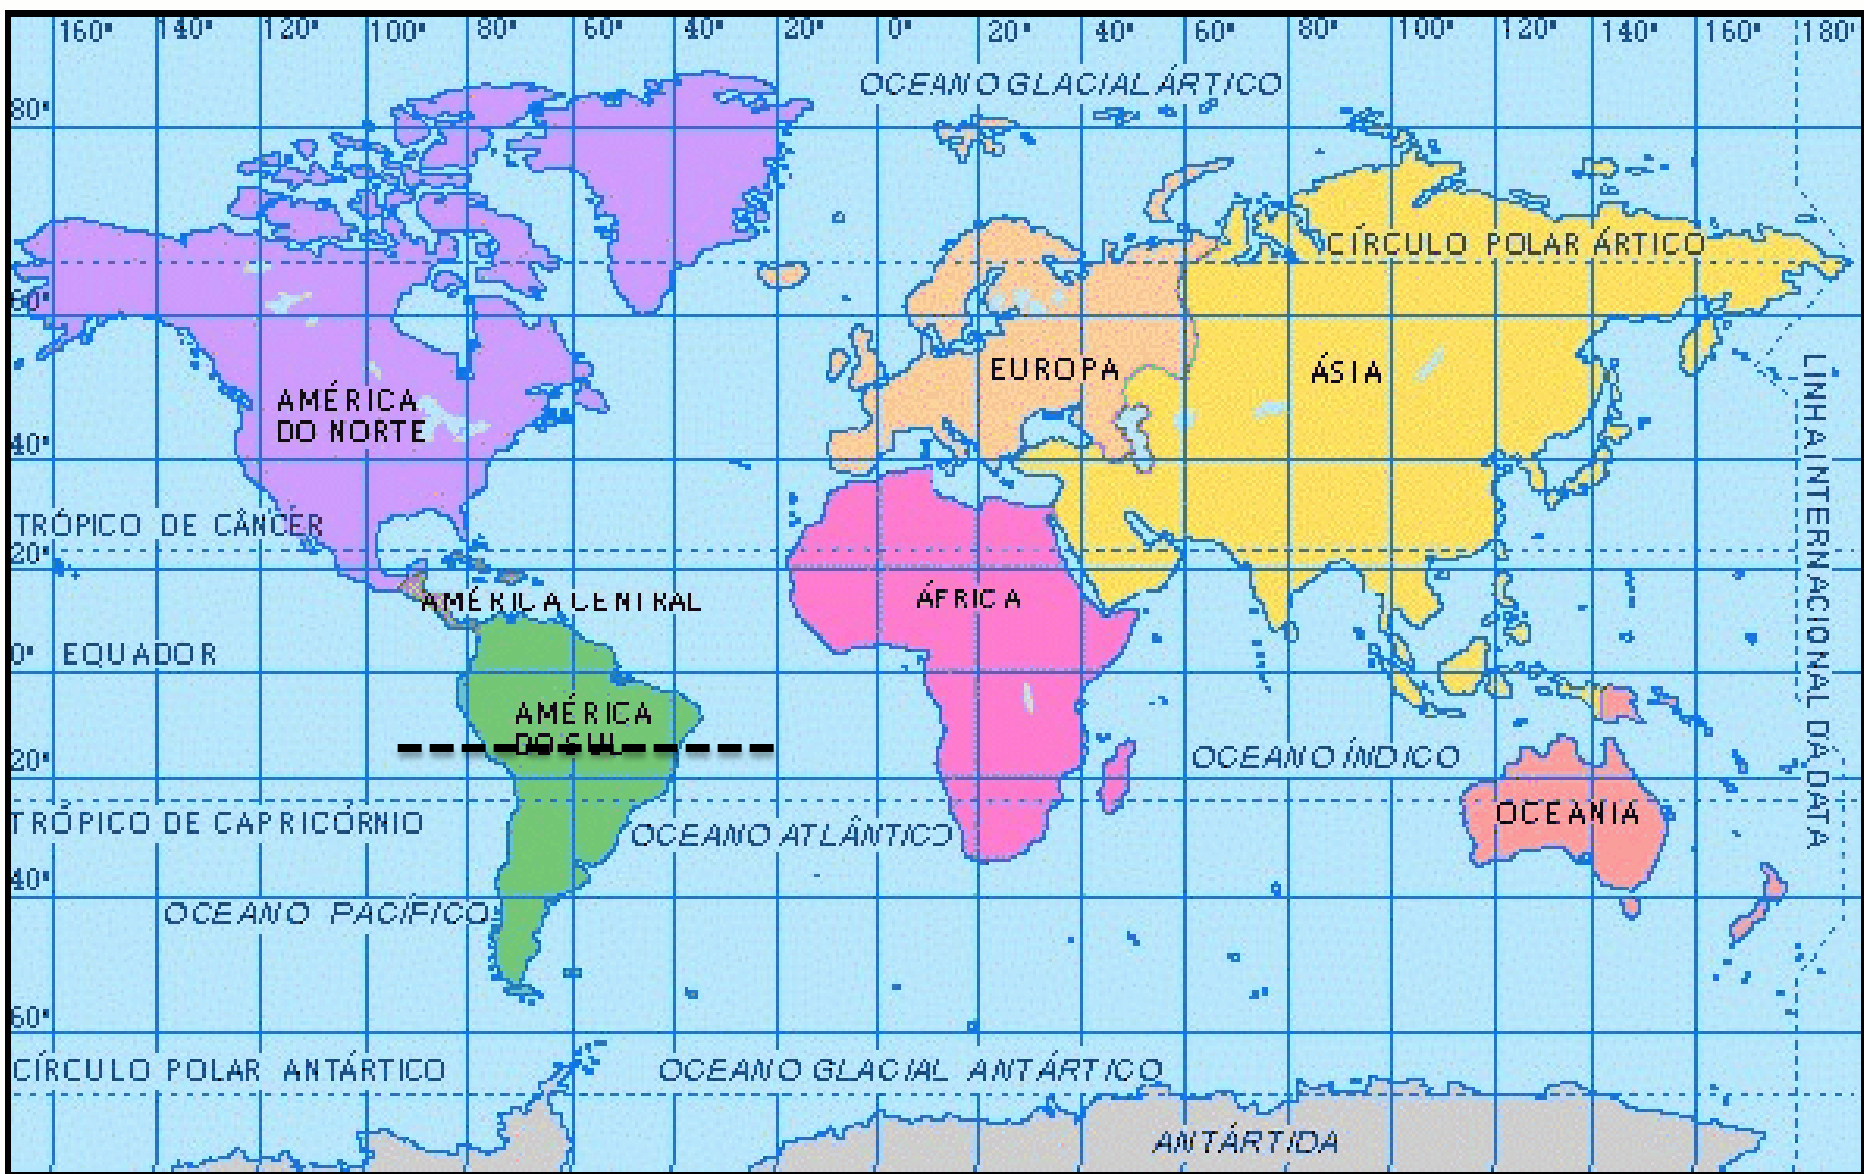 160° 140° 120° 100° 80° 60° 40° 20° 0° 20° 40° 60° 80° 100° 120° 140° 160° 180°
OCEANO GLACIAL ÁRTICO
80°
CÍRCULO POLAR ÁRTICO
60°
EUROPA
ÁSIA
AMÉRICA
DO NORTE
40°
LINHA INTERNACIONAL DA DATA
TRÓPICO DE CÂNCER
20°
AMÉRICA CENTRAL
ÁFRICA
0° EQUADOR
AMÉRICA
DO SUL
OCEANO ÍNDICO
20°
OCEANIA
TRÓPICO DE CAPRICÓRNIO
OCEANO ATLÂNTICO
40°
OCEANO PACÍFICO
60°
CÍRCULO POLAR ANTÁRTICO
OCEANO GLACIAL ANTÁRTICO
ANTÁRTIDA